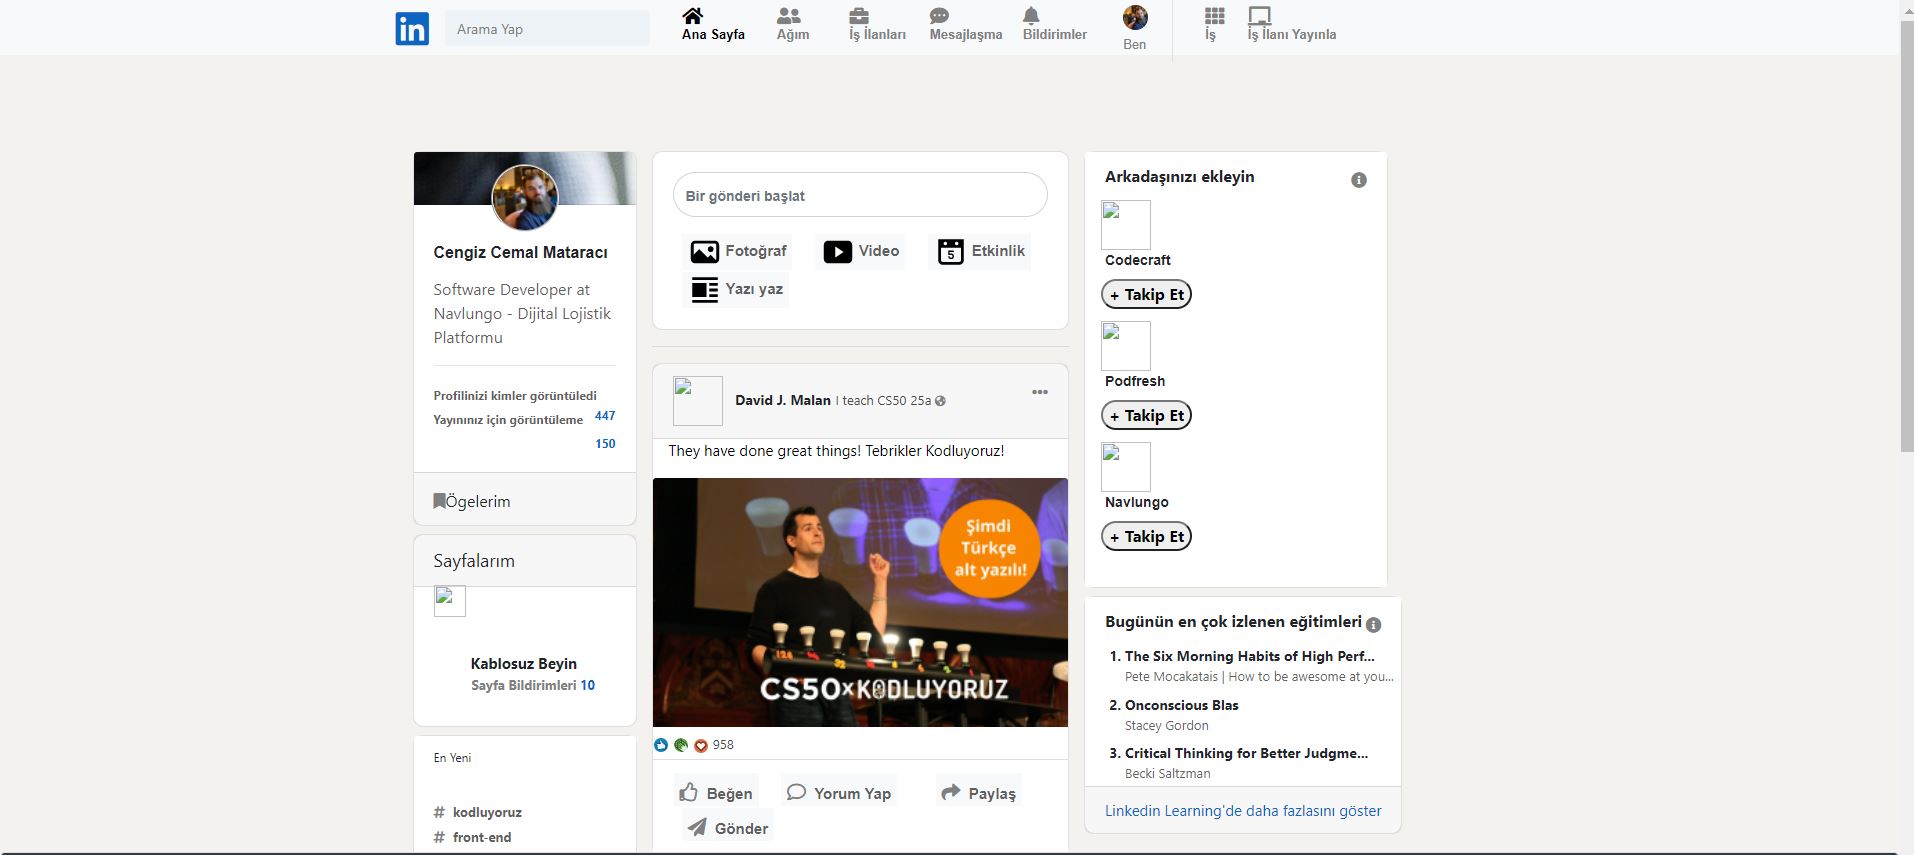 in
Arama Yap
Ana Sayfa
Ağım
İş İlanları
Mesajlaşma
Bildirimler
Ben
İş
İş İlanı Yayınla
Cengiz Cemal Mataracı
Software Developer at
Navlungo - Dijital Lojistik
Platformu
Profilinizi kimler görüntüledi
447
Yayınınız için görüntüleme
150
Ögelerim
Sayfalarım
Kablosuz Beyin
Sayfa Bildirimleri 10
En Yeni
# kodluyoruz
# front-end
Bir gönderi başlat
Fotoğraf
Video
5
Etkinlik
Yazı yaz
David J. Malan I teach CS50 25a
They have done great things! Tebrikler Kodluyoruz!
Şimdi
Türkçe
alt yazılı!
CS50xKODLUYORUZ
958
Beğen
Yorum Yap
Paylaş
Gönder
Arkadaşınızı ekleyin
Codecraft
+ Takip Et
Podfresh
+ Takip Et
Navlungo
+ Takip Et
Bugünün en çok izlenen eğitimleri
1. The Six Morning Habits of High Perf...
Pete Mocakatais | How to be awesome at you...
2. Onconscious Blas
Stacey Gordon
3. Critical Thinking for Better Judgme...
Becki Saltzman
Linkedin Learning'de daha fazlasını göster